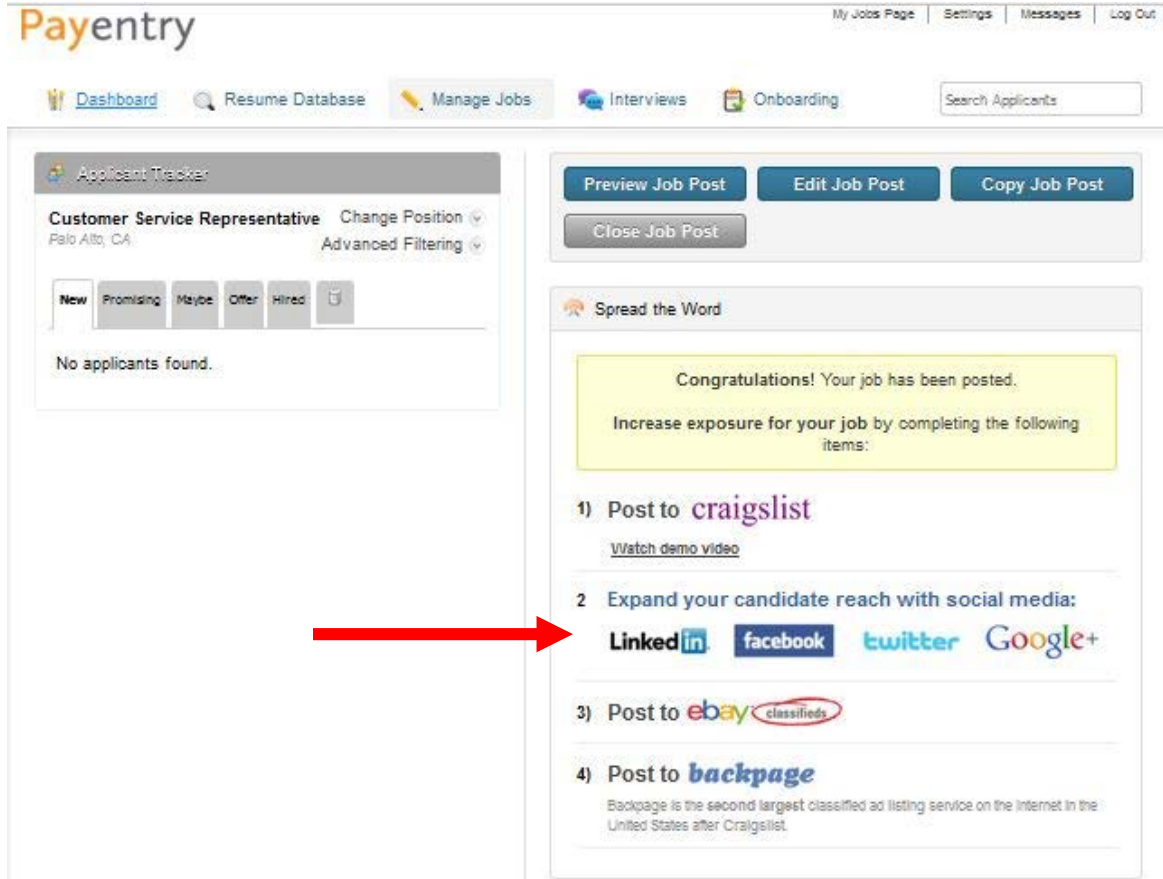 Payentry
My Jobs Page | Settings | Messages | Log Out
Dashboard Resume Database Manage Jobs Interviews Onboarding Search Applicants
Applicant Tracker
Customer Service Representative Change Position
Palo Alto, CA
Advanced Filtering
New Promising Maybe Offer Hired
No applicants found.
Preview Job Post Edit Job Post Copy Job Post
Close Job Post
Spread the Word
Congratulations! Your job has been posted.
Increase exposure for your job by completing the following
items:
1) Post to craigslist
Watch demo video
2 Expand your candidate reach with social media:
Linked in. facebook twitter Google+
3) Post to ebay classifieds
4) Post to backpage
Backpage is the second largest classified ad listing service on the Internet in the
United States after Craigslist.